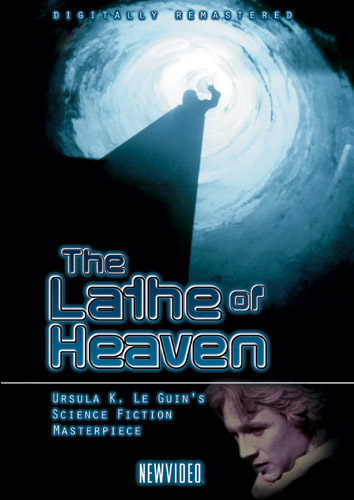 DIGITALLY REMASTERED
The
Lathe of
Heaven
URSULA K. LE GUIN'S
SCIENCE FICTION
MASTERPIECE
NEWVIDEO